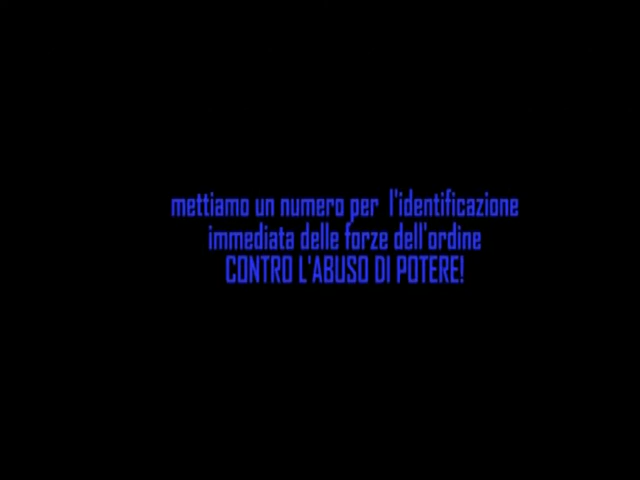 mettiamo un numero per l'identificazione
immediata delle forze dell'ordine
CONTRO L'ABUSO DI POTERE!